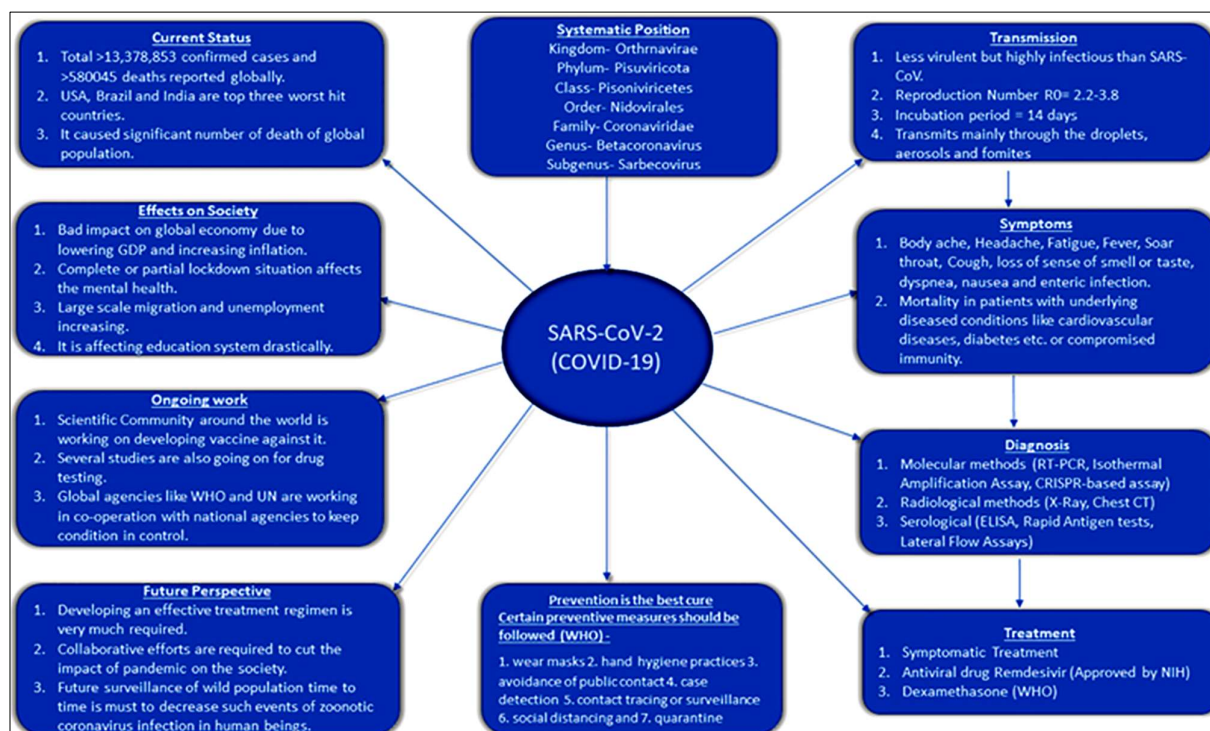 Current Status
1. Total >13,378,853 confirmed cases and
>580045 deaths reported globally.
2. USA, Brazil and India are top three worst hit
countries.
3. It caused significant number of death of global
population.
Systematic Position
Kingdom- Orthrnavirae
Phylum- Pisuviricota
Class- Pisoniviricetes
Order- Nidovirales
Family- Coronaviridae
Genus- Betacoronavirus
Subgenus- Sarbecovirus
Transmission
1. Less virulent but highly infectious than SARS-
CoV.
2. Reproduction Number R0= 2.2-3.8
3. Incubation period = 14 days
4. Transmits mainly through the droplets,
aerosols and fomites
Effects on Society
1. Bad impact on global economy due to
lowering GDP and increasing inflation.
2. Complete or partial lockdown situation affects
the mental health.
3. Large scale migration and unemployment
increasing.
4. It is affecting education system drastically.
Symptoms
1. Body ache, Headache, Fatigue, Fever, Soar
throat, Cough, loss of sense of smell or taste,
dyspnea, nausea and enteric infection.
2. Mortality in patients with underlying
diseased conditions like cardiovascular
diseases, diabetes etc. or compromised
immunity.
SARS-CoV-2
(COVID-19)
Ongoing work
1. Scientific Community around the world is
working on developing vaccine against it.
2. Several studies are also going on for drug
testing.
3. Global agencies like WHO and UN are working
in co-operation with national agencies to keep
condition in control.
Diagnosis
1. Molecular methods (RT-PCR, Isothermal
Amplification Assay, CRISPR-based assay)
2. Radiological methods (X-Ray, Chest CT)
3. Serological (ELISA, Rapid Antigen tests,
Lateral Flow Assays)
Future Perspective
1. Developing an effective treatment regimen is
very much required.
2. Collaborative efforts are required to cut the
impact of pandemic on the society.
3. Future surveillance of wild population time to
time is must to decrease such events of zoonotic
coronavirus infection in human beings.
Prevention is the best cure
Certain preventive measures should be
followed (WHO) -
1. wear masks 2. hand hygiene practices 3.
avoidance of public contact 4. case
detection 5. contact tracing or surveillance
6. social distancing and 7. quarantine
Treatment
1. Symptomatic Treatment
2. Antiviral drug Remdesivir (Approved by NIH)
3. Dexamethasone (WHO)